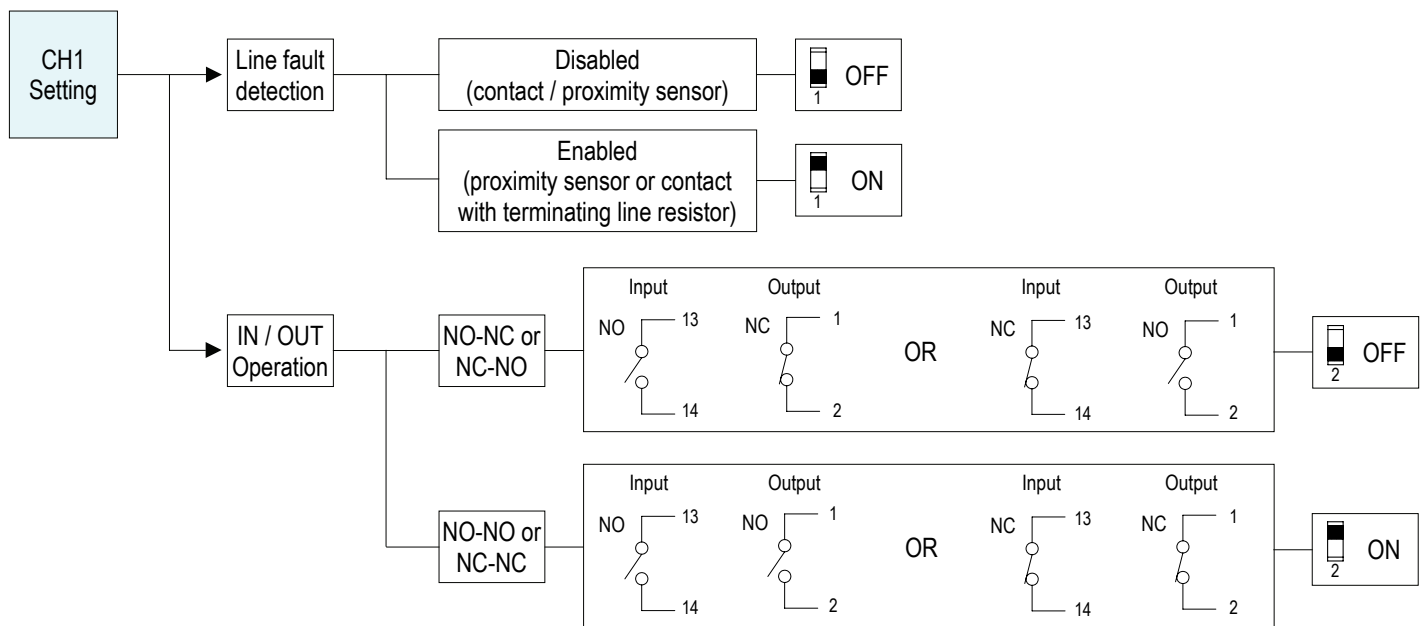 CH1
Setting
Line fault
detection
Disabled
(contact / proximity sensor)
1
OFF
Enabled
(proximity sensor or contact
with terminating line resistor)
1
ON
IN / OUT
Operation
NO-NC or
NC-NO
Input
Output
Input
Output
NO
13
NC
1
OR
NC
13
NO
1
14
2
14
2
2
OFF
NO-NO or
NC-NC
Input
Output
Input
Output
NO
13
NO
1
OR
NC
13
NC
1
14
2
14
2
2
ON